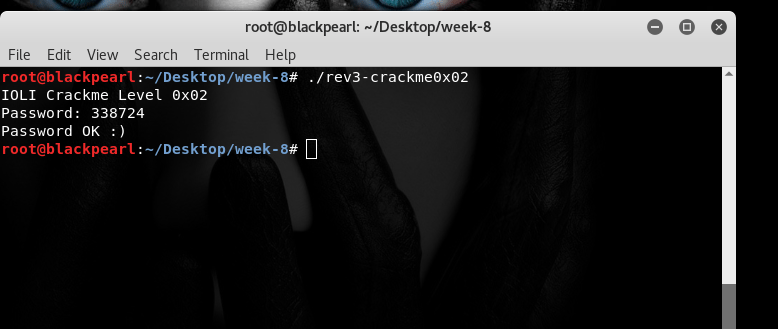 root@blackpearl: ~/Desktop/week-8
File Edit View Search Terminal Help
root@blackpearl:~/Desktop/week-8# ./rev3-crackme0x02
IOLI Crackme Level 0x02
Password: 338724
Password OK :)
root@blackpearl:~/Desktop/week-8#